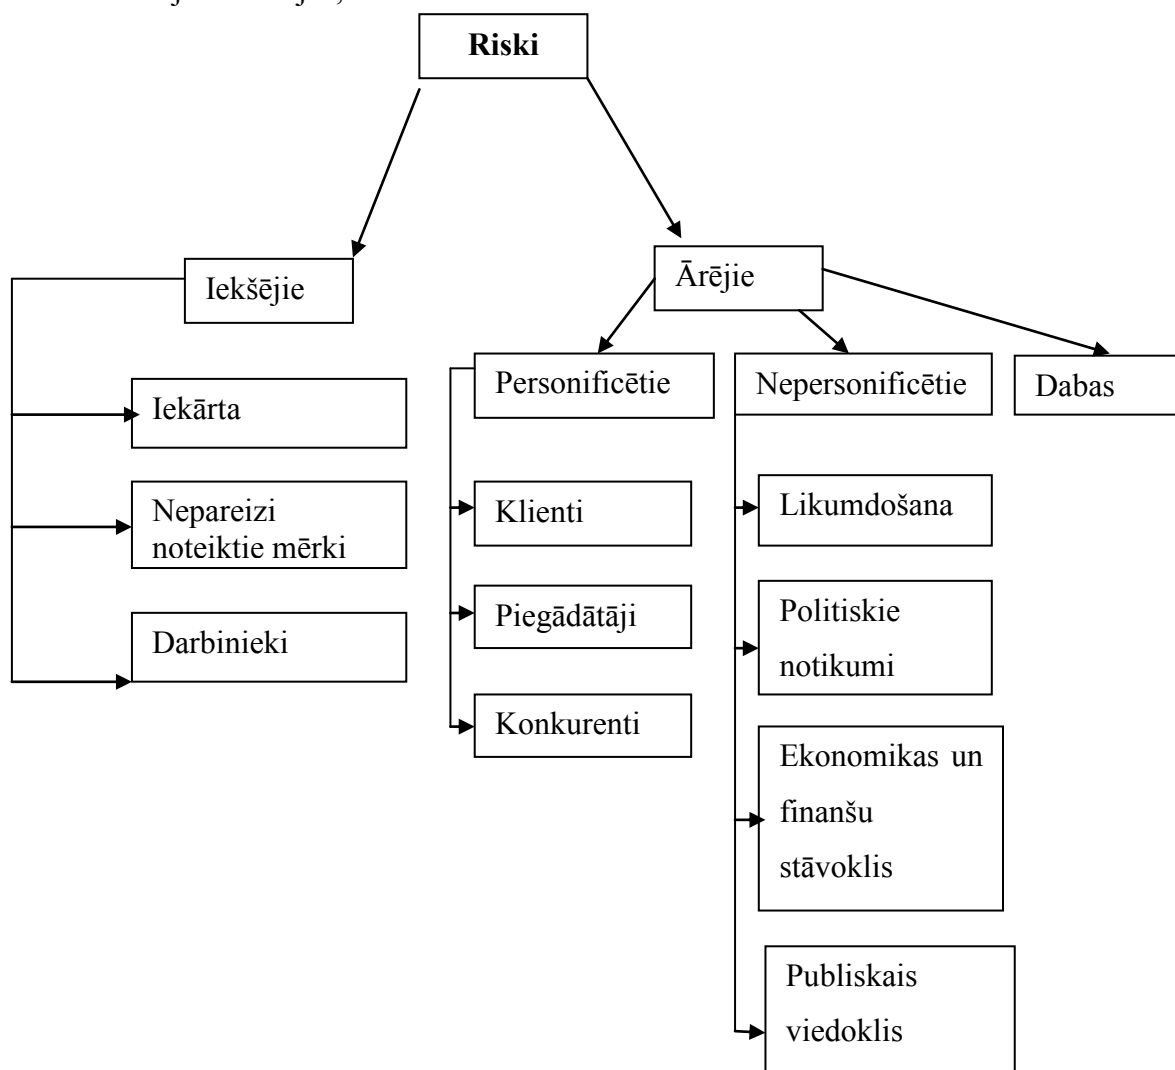 Riski
Iekšējie
Ārējie
Personificētie
Nepersonificētie
Dabas
Iekārta
Nepareizi
noteiktie mērki
Darbinieki
Klienti
Piegādātāji
Konkurenti
Likumdošana
Politiskie
notikumi
Ekonomikas un
finanšu
stāvoklis
Publiskais
viedoklis